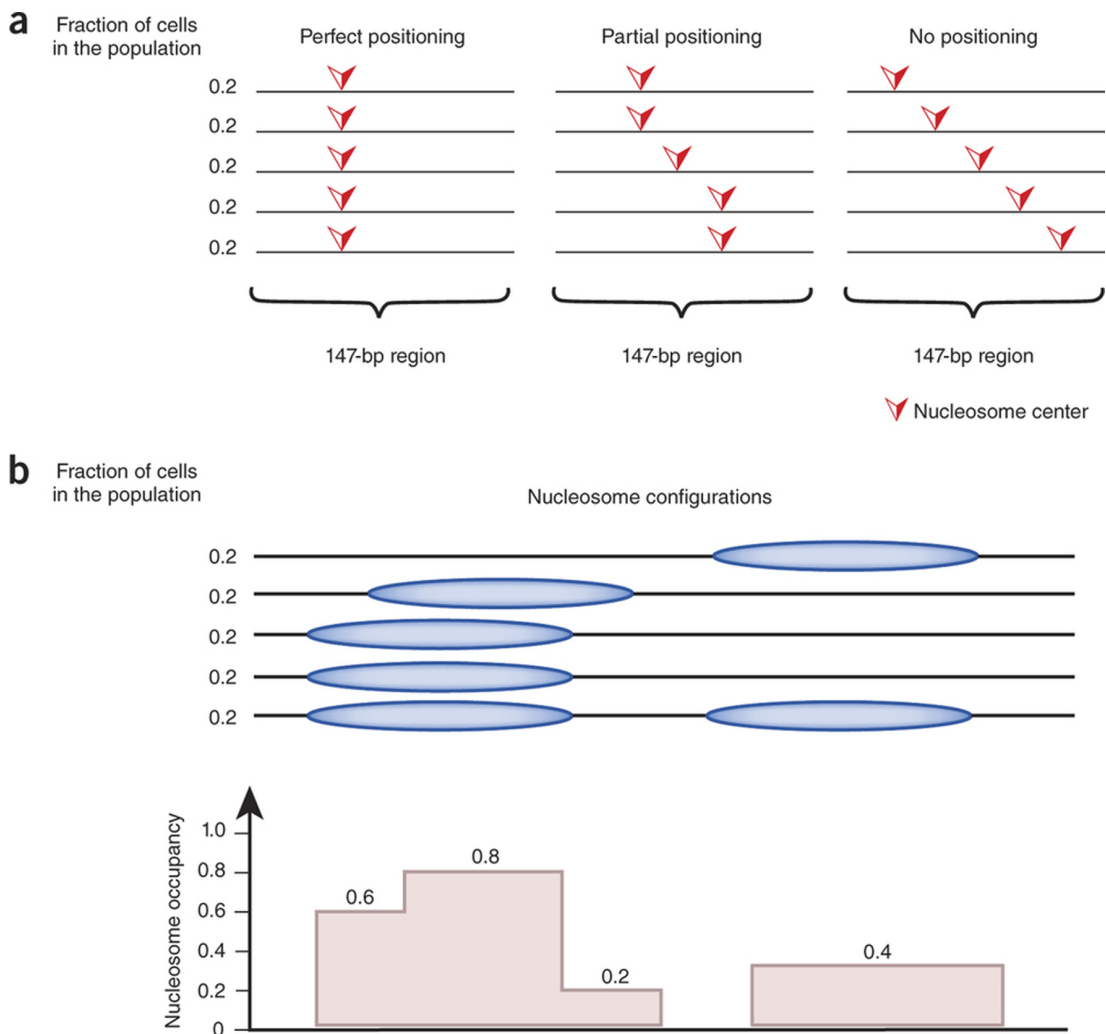 a
Fraction of cells
in the population
Perfect positioning
Partial positioning
No positioning
0.2
0.2
0.2
0.2
0.2
147-bp region
147-bp region
147-bp region
Nucleosome center
b
Fraction of cells
in the population
Nucleosome configurations
0.2
0.2
0.2
0.2
0.2
Nucleosome occupancy
1.0
0.8
0.6
0.4
0.2
0
0.6
0.8
0.2
0.4